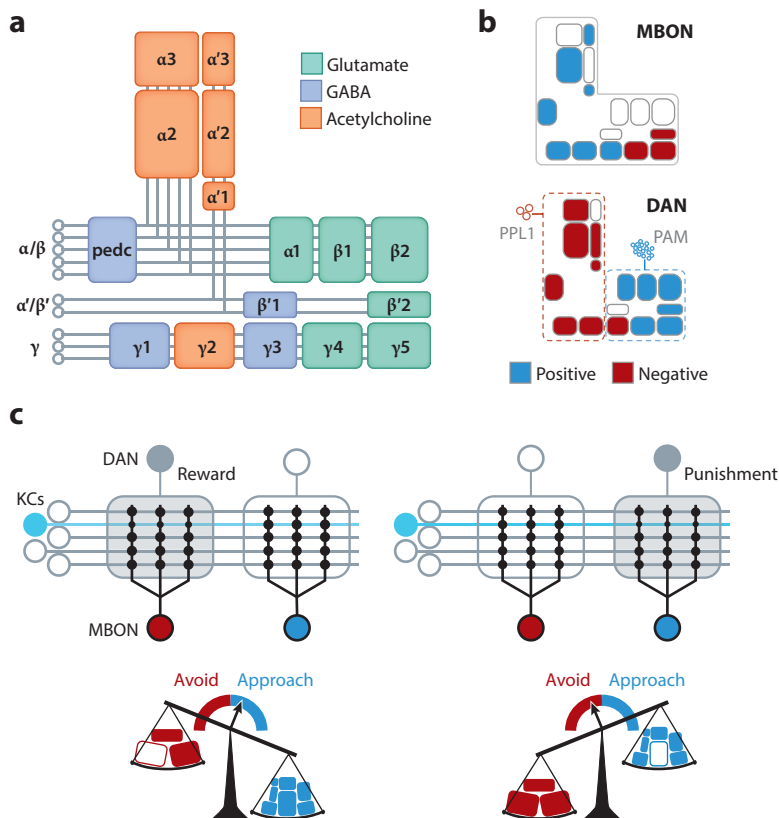 a
α3
α′3
α2
α′2
α′1
Glutamate
GABA
Acetylcholine
α/β
pedc
α1
β1
β2
α′/β′
β′1
β′2
γ
γ1
γ2
γ3
γ4
γ5
b
MBON
DAN
PPL1
PAM
Positive
Negative
c
DAN
Reward
KCs
MBON
Punishment
Avoid
Approach
Avoid
Approach